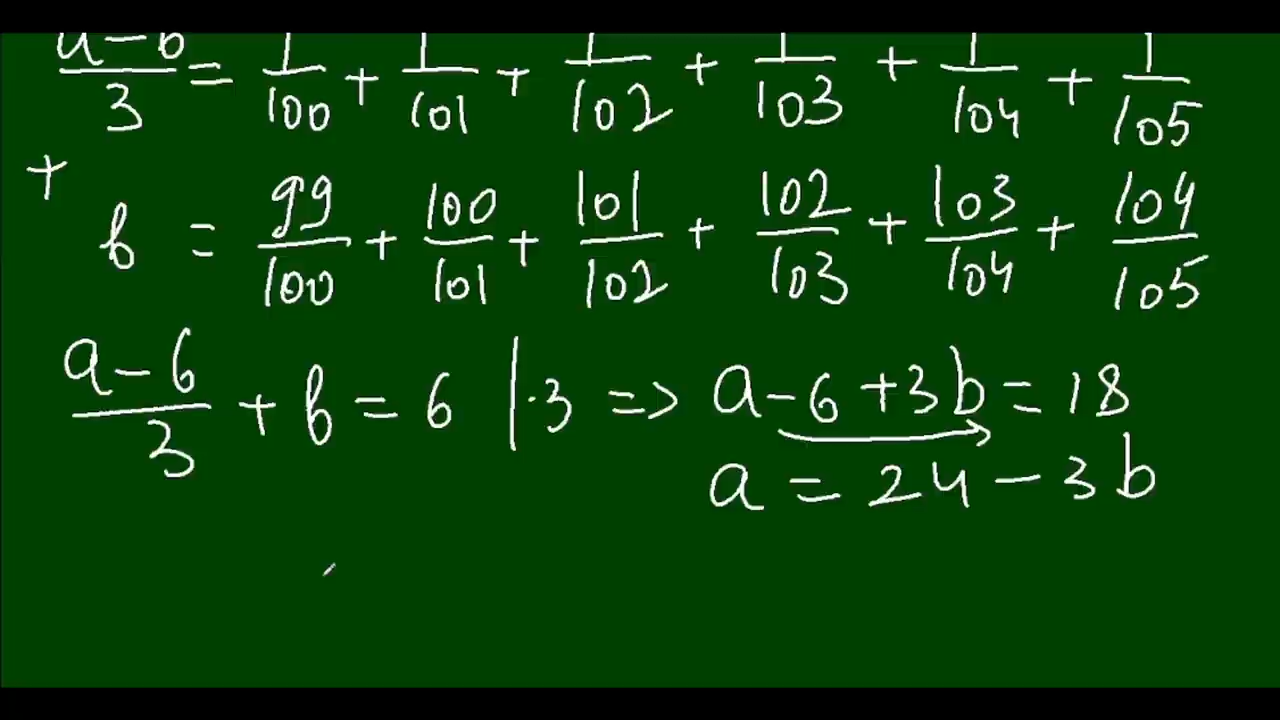 a-6/3 = 1/100 + 1/101 + 1/102 + 1/103 + 1/104 + 1/105
+
b = 99/100 + 100/101 + 101/102 + 102/103 + 103/104 + 104/105
a-6/3 + b = 6 |·3 => a-6+3b=18
a = 24-3b